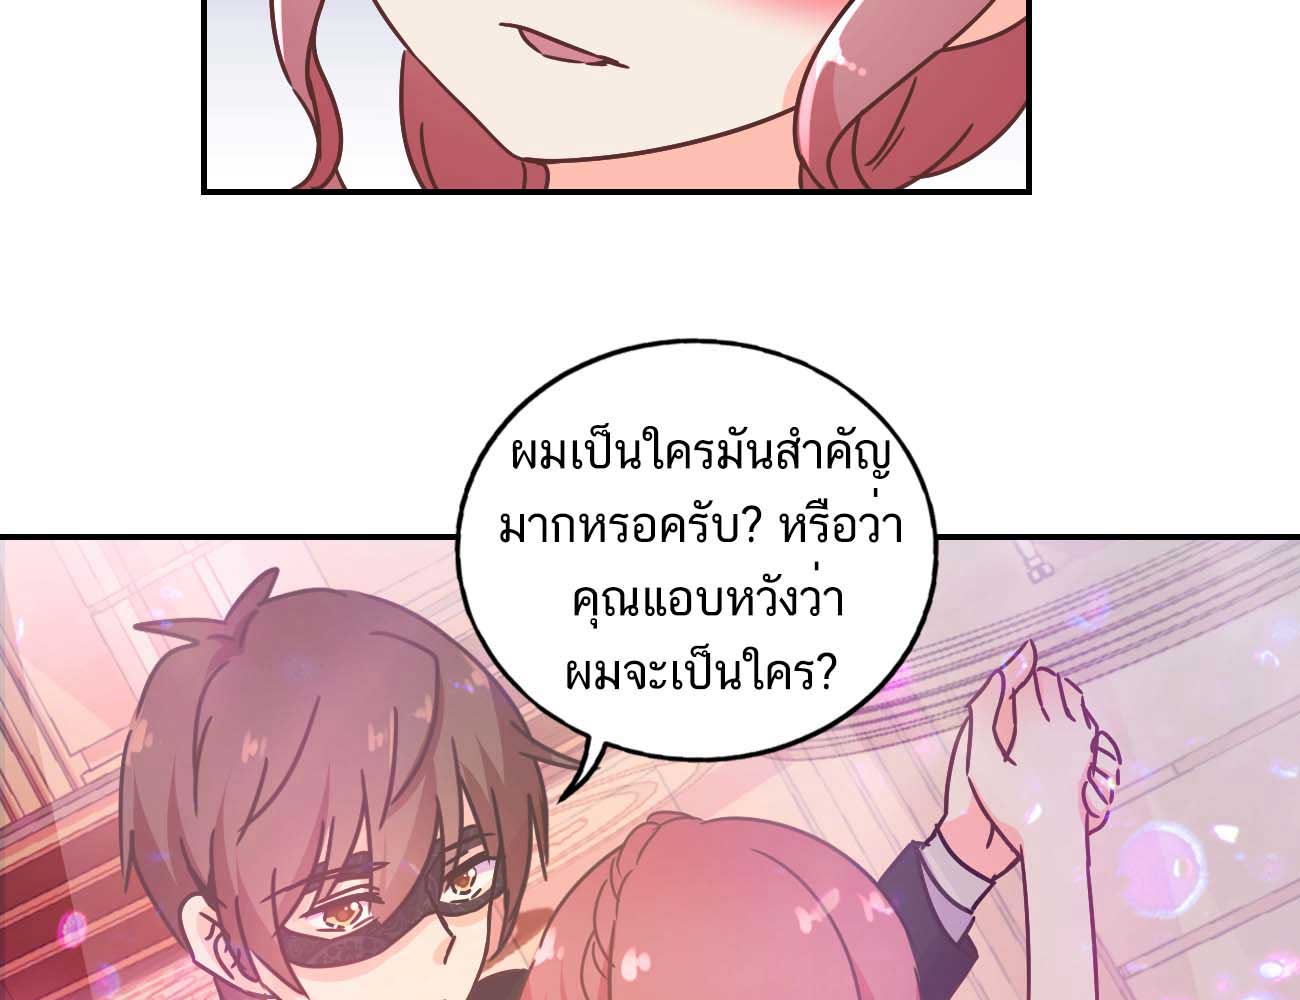 ผมเป็นใครมันสำคัญ
มากหรอครับ? หรือว่า
คุณแอบหวังว่า
ผมจะเป็นใคร?